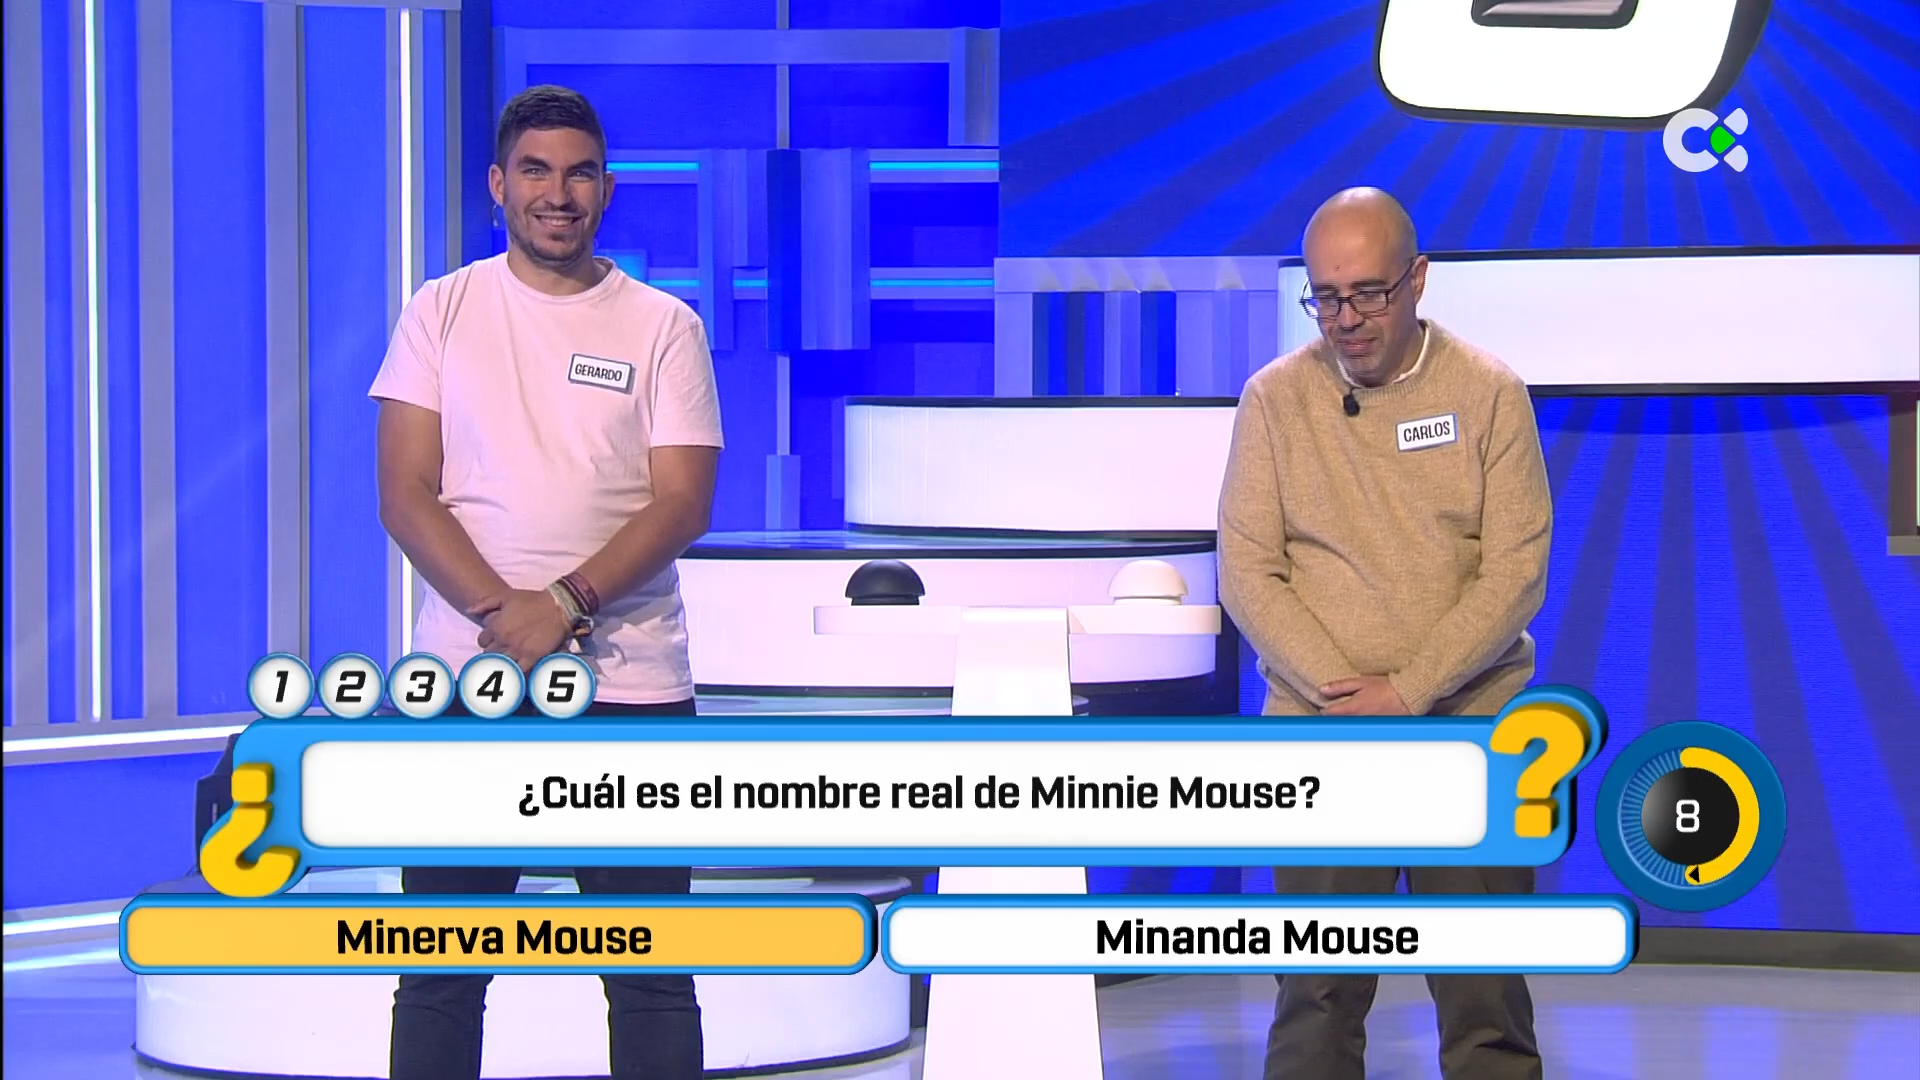 GERARDO
CARLOS
1 2 3 4 5
¿Cuál es el nombre real de Minnie Mouse?
8
Minerva Mouse
Minanda Mouse